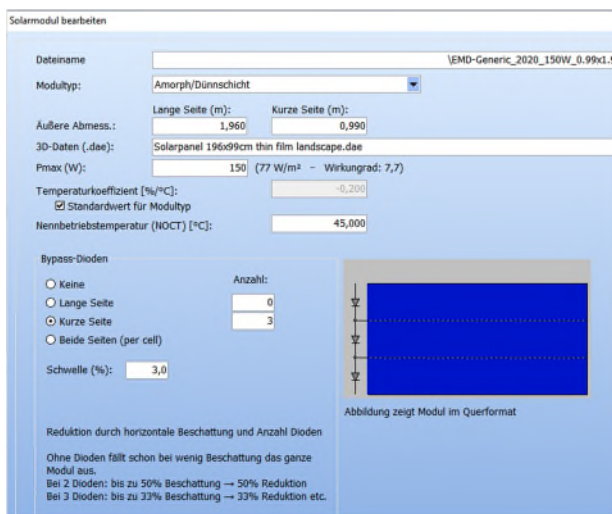 Solarmodul bearbeiten
Dateiname \EMD-Generic_2020_150W_0.99x1.9
Modultyp: Amorph/Dünnschicht
Lange Seite (m): Kurze Seite (m):
Äußere Abmess.: 1,960 0,990
3D-Daten (.dae): Solarpanel 196x99cm thin film landscape.dae
Pmax (W): 150 (77 W/m² - Wirkungrad: 7,7)
Temperaturkoeffizient [%/°C]: -0,200
Standardwert für Modultyp
Nennbetriebstemperatur (NOCT) [°C]: 45,000
Bypass-Dioden
Keine Anzahl:
Lange Seite 0
Kurze Seite 3
Beide Seiten (per cell)
Schwelle (%): 3,0
Abbildung zeigt Modul im Querformat
Reduktion durch horizontale Beschattung und Anzahl Dioden
Ohne Dioden fällt schon bei wenig Beschattung das ganze
Modul aus.
Bei 2 Dioden: bis zu 50% Beschattung → 50% Reduktion
Bei 3 Dioden: bis zu 33% Beschattung → 33% Reduktion etc.